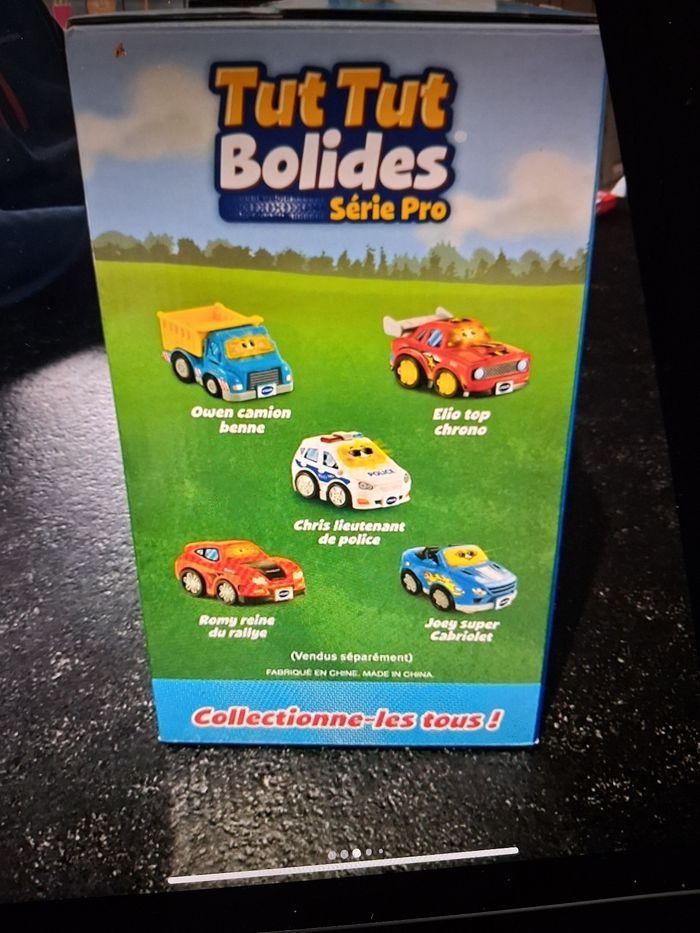 Tut Tut
Bolides
Série Pro
Owen camion
benne
Elio top
chrono
POLICE
Chris lieutenant
de police
Romy reine
du rallye
Joey super
Cabriolet
(Vendus séparément)
FABRIQUÉ EN CHINE. MADE IN CHINA.
Collectionne-les tous !